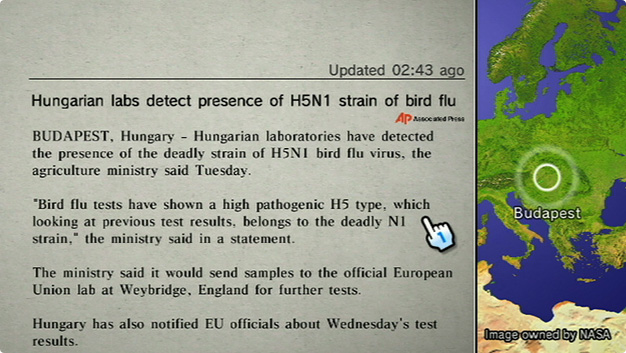 Updated 02:43 ago
Hungarian labs detect presence of H5N1 strain of bird flu
AP Associated Press
BUDAPEST, Hungary – Hungarian laboratories have detected
the presence of the deadly strain of H5N1 bird flu virus, the
agriculture ministry said Tuesday.
"Bird flu tests have shown a high pathogenic H5 type, which
looking at previous test results, belongs to the deadly N1
strain," the ministry said in a statement.
The ministry said it would send samples to the official European
Union lab at Weybridge, England for further tests.
Hungary has also notified EU officials about Wednesday's test
results.
1
Budapest
Image owned by NASA